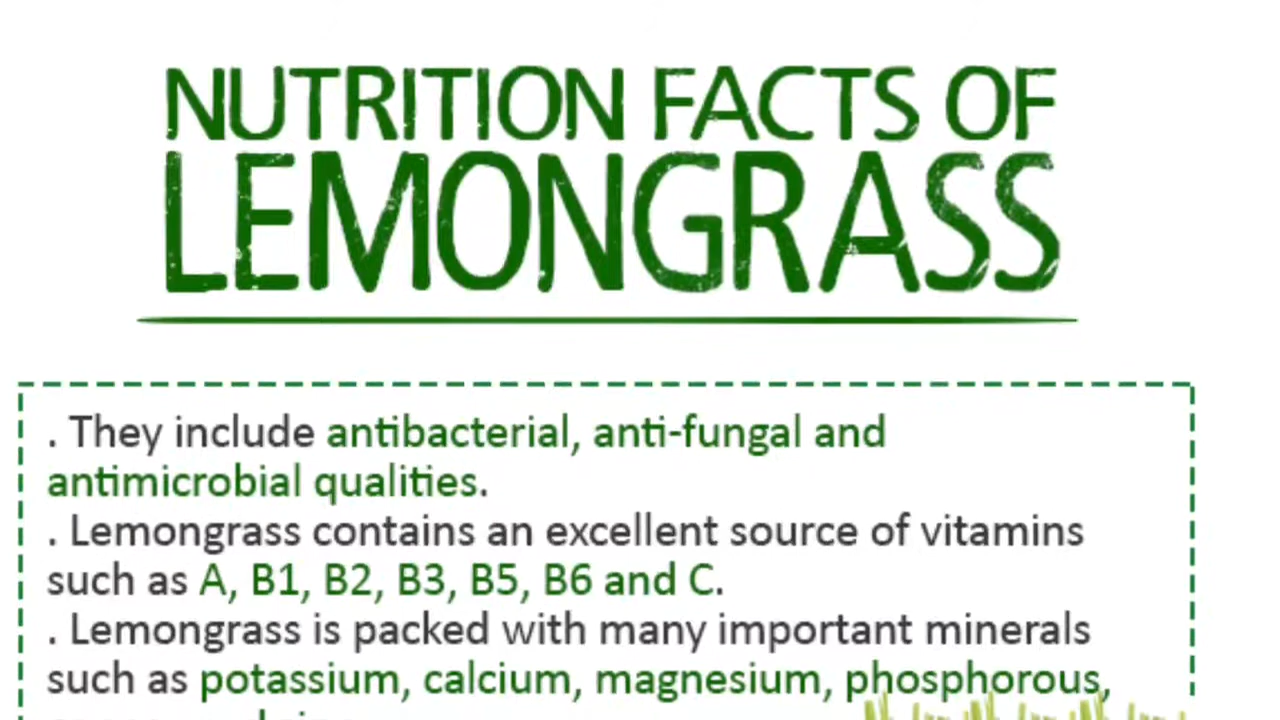 NUTRITION FACTS OF
LEMONGRASS
. They include antibacterial, anti-fungal and
antimicrobial qualities.
. Lemongrass contains an excellent source of vitamins
such as A, B1, B2, B3, B5, B6 and C.
. Lemongrass is packed with many important minerals
such as potassium, calcium, magnesium, phosphorous,